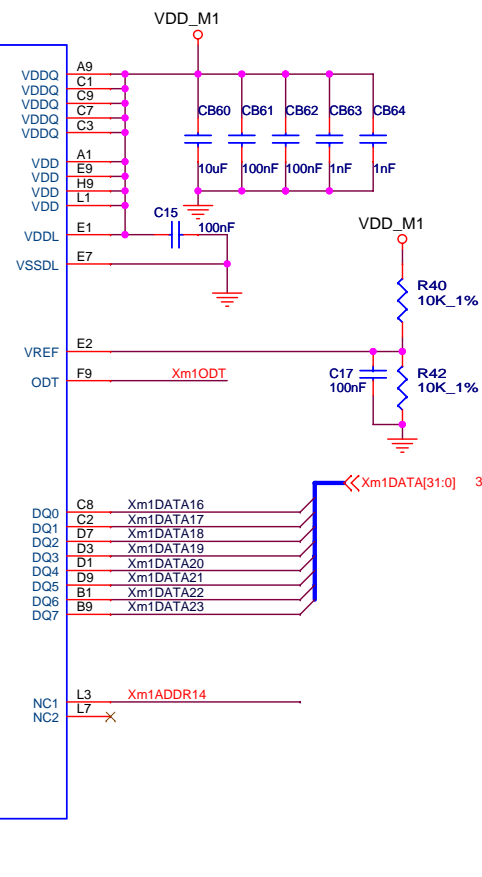 VDD_M1
VDDQ A9
VDDQ C1
VDDQ C9
VDDQ C7
VDDQ C3
CB60 CB61 CB62 CB63 CB64
10uF 100nF 100nF 1nF 1nF
VDD A1
VDD E9
VDD H9
VDD L1
C15
100nF
VDDL E1
VSSDL E7
VDD_M1
R40
10K_1%
VREF E2
ODT F9 Xm1ODT
C17
100nF
R42
10K_1%
Xm1DATA[31:0] 3
DQ0 C8 Xm1DATA16
DQ1 C2 Xm1DATA17
DQ2 D7 Xm1DATA18
DQ3 D3 Xm1DATA19
DQ4 D1 Xm1DATA20
DQ5 D9 Xm1DATA21
DQ6 B1 Xm1DATA22
DQ7 B9 Xm1DATA23
NC1 L3 Xm1ADDR14
NC2 L7